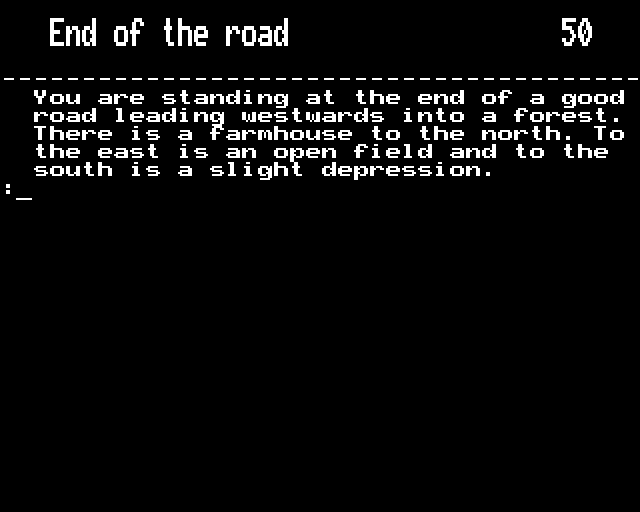 End of the road 50
----------------------------------------
You are standing at the end of a good
road leading westwards into a forest.
There is a farmhouse to the north. To
the east is an open field and to the
south is a slight depression.
:_